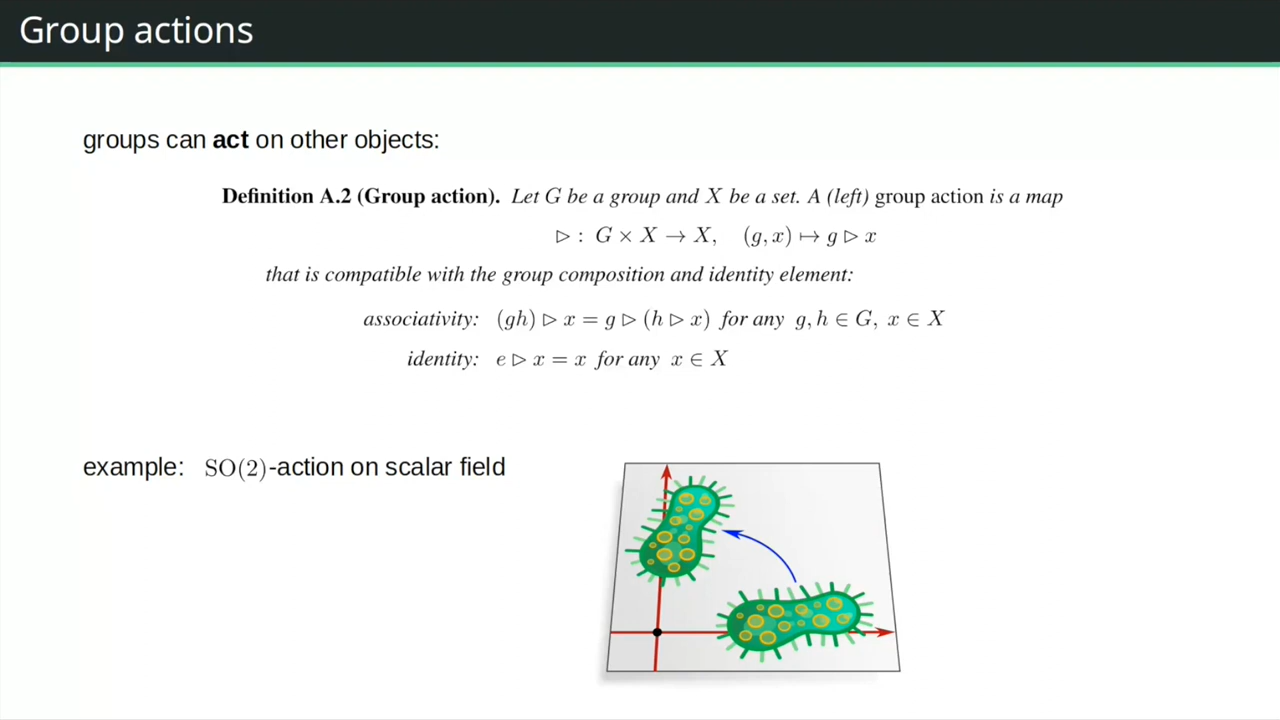 Group actions
groups can act on other objects:
Definition A.2 (Group action). Let G be a group and X be a set. A (left) group action is a map
▷ : G × X → X, (g, x) ↦ g ▷ x
that is compatible with the group composition and identity element:
associativity: (gh) ▷ x = g ▷ (h ▷ x) for any g, h ∈ G, x ∈ X
identity: e ▷ x = x for any x ∈ X
example: SO(2)-action on scalar field